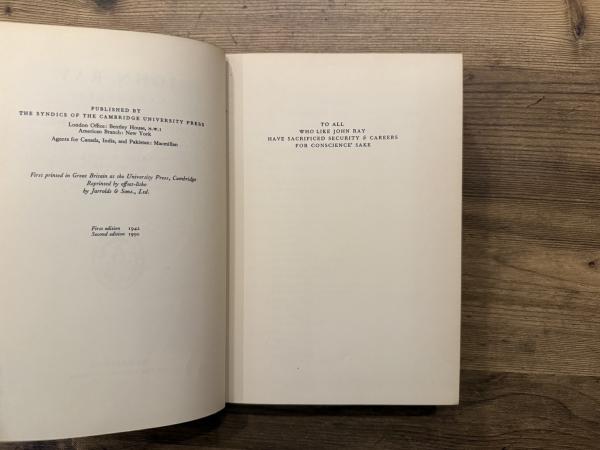 PUBLISHED BY
THE SYNDICS OF THE CAMBRIDGE UNIVERSITY PRESS
London Office: Bentley House, N.W.1
American Branch: New York
Agents for Canada, India, and Pakistan: Macmillan
First printed in Great Britain at the University Press, Cambridge
Reprinted by offset-litho
by Jarrolds & Sons., Ltd.
First edition 1942
Second edition 1950
TO ALL
WHO LIKE JOHN RAY
HAVE SACRIFICED SECURITY & CAREERS
FOR CONSCIENCE' SAKE